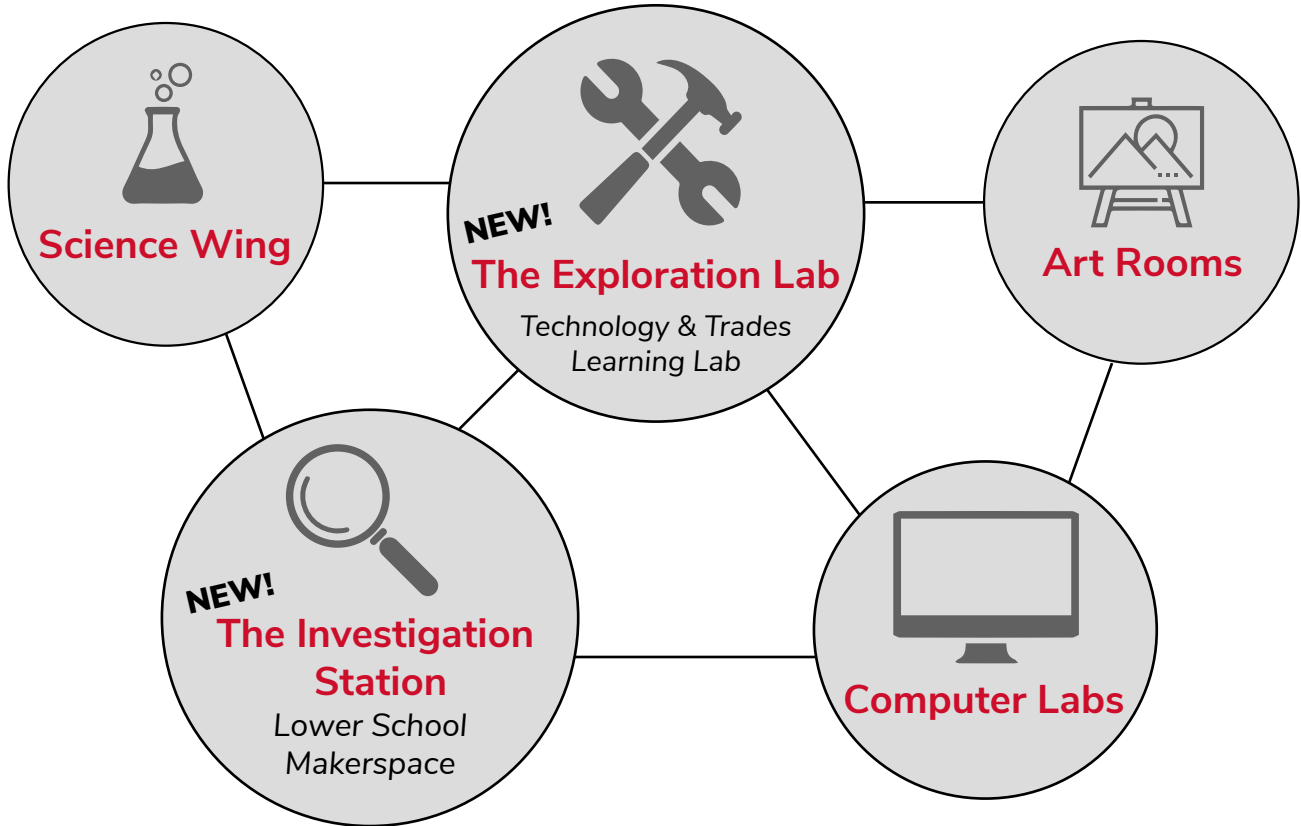 Science Wing
NEW!
The Exploration Lab
Technology & Trades
Learning Lab
Art Rooms
NEW!
The Investigation
Station
Lower School
Makerspace
Computer Labs